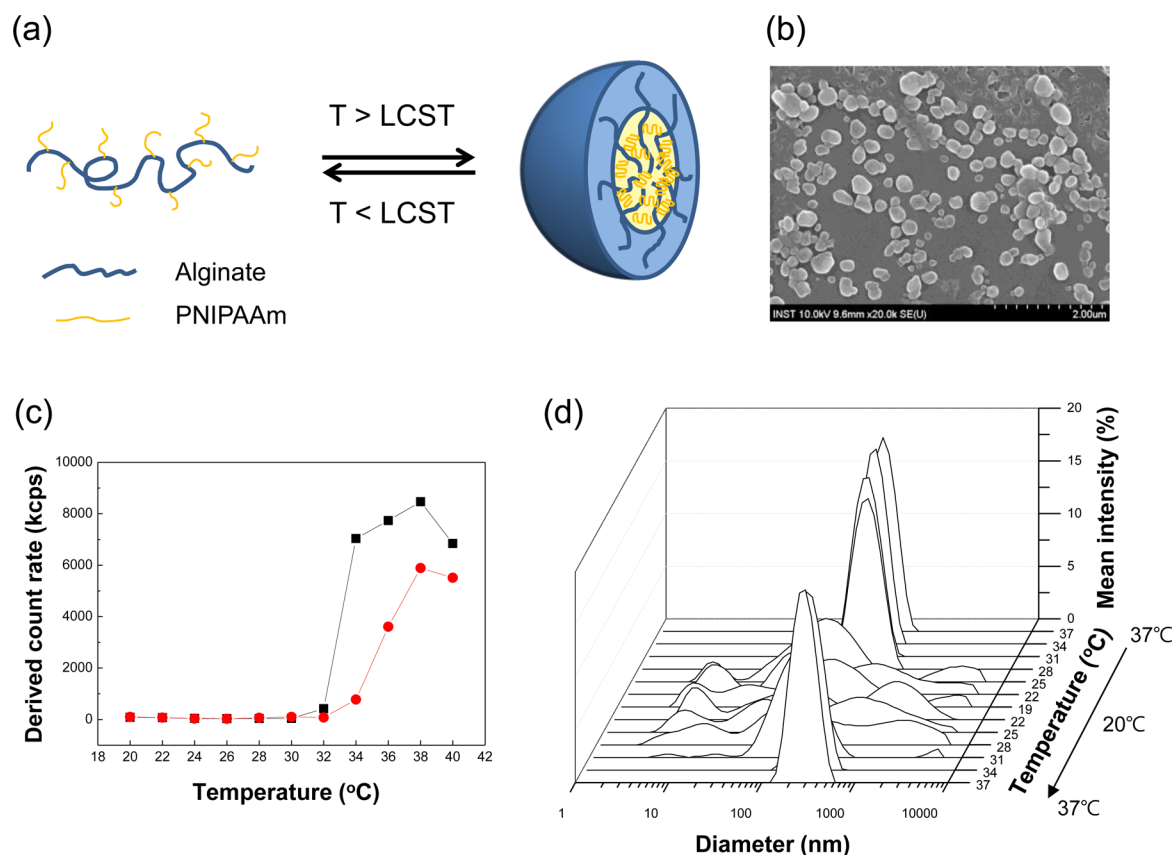 (a)
T > LCST
T < LCST
Alginate
PNIPAAm
(b)
INST 10.0kV 9.6mm x20.0k SE(U)
2.00um
(c)
Derived count rate (kcps)
10000
8000
6000
4000
2000
0
18 20 22 24 26 28 30 32 34 36 38 40 42
Temperature (°C)
(d)
Mean intensity (%)
20
15
10
5
0
37
34
31
28
25
22
19
22
25
28
31
34
37
Temperature (°C)
37℃
20℃
37℃
1 10 100 1000 10000
Diameter (nm)